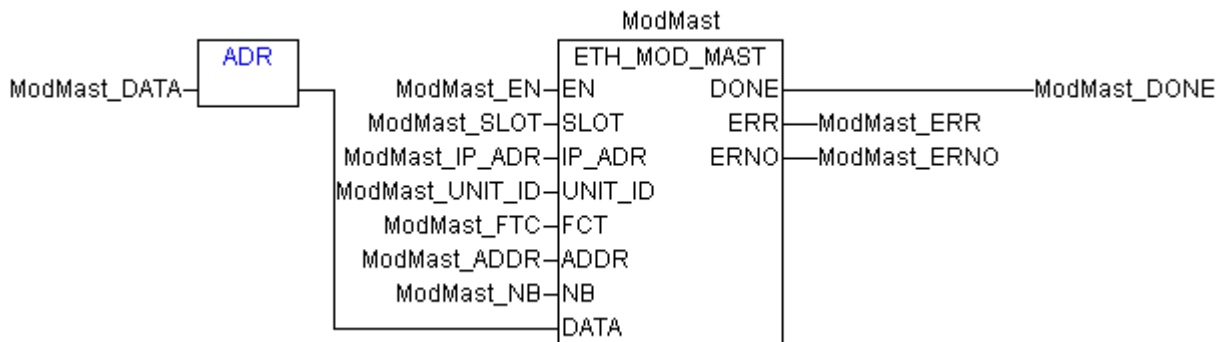 ModMast
ADR
ETH_MOD_MAST
ModMast_DATA
ModMast_EN EN DONE ModMast_DONE
ModMast_SLOT SLOT ERR ModMast_ERR
ModMast_IP_ADR IP_ADR ERNO ModMast_ERNO
ModMast_UNIT_ID UNIT_ID
ModMast_FTC FCT
ModMast_ADDR ADDR
ModMast_NB NB
DATA